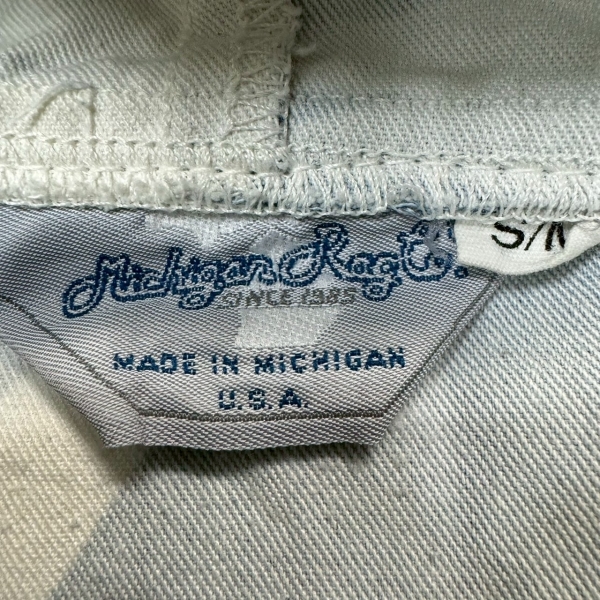 Michigan Rag Co.
SINCE 1985
MADE IN MICHIGAN
U.S.A.
S/M